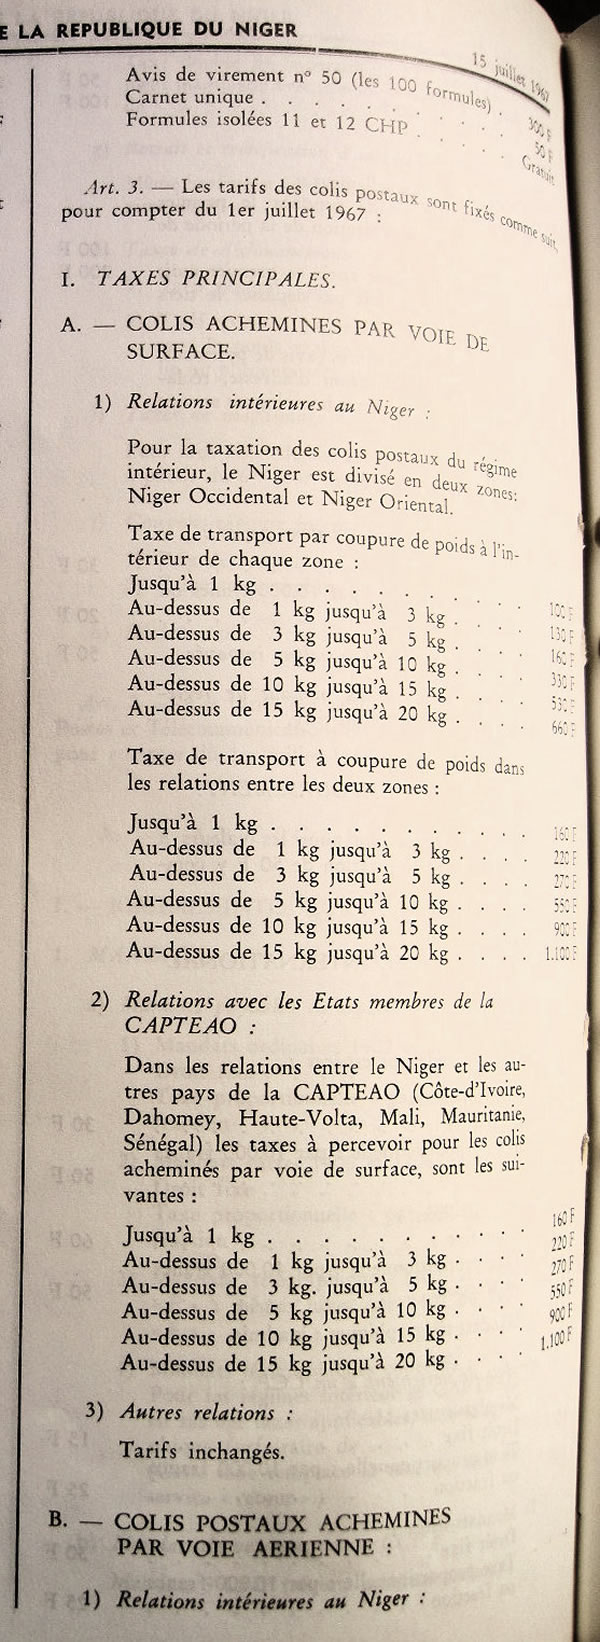 E LA REPUBLIQUE DU NIGER
15 juillet 1967
Avis de virement nº 50 (les 100 formules) . 300 F
Carnet unique . . . . . . . . . 50 F
Formules isolées 11 et 12 CHP . . . . Gratuit
Art. 3. — Les tarifs des colis postaux sont fixés comme suit,
pour compter du 1er juillet 1967 :
I. TAXES PRINCIPALES.
A. — COLIS ACHEMINES PAR VOIE DE
SURFACE.
1) Relations intérieures au Niger :
Pour la taxation des colis postaux du régime
intérieur, le Niger est divisé en deux zones:
Niger Occidental et Niger Oriental.
Taxe de transport par coupure de poids à l'in-
térieur de chaque zone :
Jusqu'à 1 kg . . . . . . . . . . 100 F
Au-dessus de 1 kg jusqu'à 3 kg . . . . 130 F
Au-dessus de 3 kg jusqu'à 5 kg . . . . 160 F
Au-dessus de 5 kg jusqu'à 10 kg . . . . 330 F
Au-dessus de 10 kg jusqu'à 15 kg . . . . 530 F
Au-dessus de 15 kg jusqu'à 20 kg . . . . 660 F
Taxe de transport à coupure de poids dans
les relations entre les deux zones :
Jusqu'à 1 kg . . . . . . . . . . 160 F
Au-dessus de 1 kg jusqu'à 3 kg . . . . 220 F
Au-dessus de 3 kg jusqu'à 5 kg . . . . 270 F
Au-dessus de 5 kg jusqu'à 10 kg . . . . 550 F
Au-dessus de 10 kg jusqu'à 15 kg . . . . 900 F
Au-dessus de 15 kg jusqu'à 20 kg . . . . 1.100 F
2) Relations avec les Etats membres de la
CAPTEAO :
Dans les relations entre le Niger et les au-
tres pays de la CAPTEAO (Côte-d'Ivoire,
Dahomey, Haute-Volta, Mali, Mauritanie,
Sénégal) les taxes à percevoir pour les colis
acheminés par voie de surface, sont les sui-
vantes :
Jusqu'à 1 kg . . . . . . . . . . 160 F
Au-dessus de 1 kg jusqu'à 3 kg . . . . 220 F
Au-dessus de 3 kg. jusqu'à 5 kg . . . . 270 F
Au-dessus de 5 kg jusqu'à 10 kg . . . . 550 F
Au-dessus de 10 kg jusqu'à 15 kg . . . . 900 F
Au-dessus de 15 kg jusqu'à 20 kg . . . . 1.100 F
3) Autres relations :
Tarifs inchangés.
B. — COLIS POSTAUX ACHEMINES
PAR VOIE AERIENNE :
1) Relations intérieures au Niger :